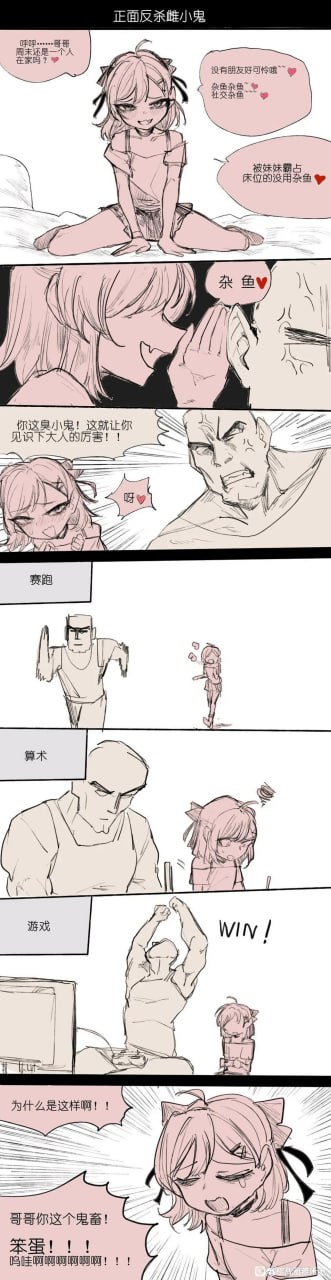 正面反杀雌小鬼
呼呼……哥哥
周末还是一个人
在家吗？♥
没有朋友好可怜哦~♥
杂鱼杂鱼~♥
社交杂鱼~~♥
被妹妹霸占
床位的没用杂鱼♥
杂 鱼♥
你这臭小鬼！这就让你
见识下大人的厉害！！
呀♥
赛跑
算术
游戏
WIN!
为什么是这样啊！！
哥哥你这个鬼畜！
笨蛋！！！
呜哇啊啊啊啊啊啊！！！